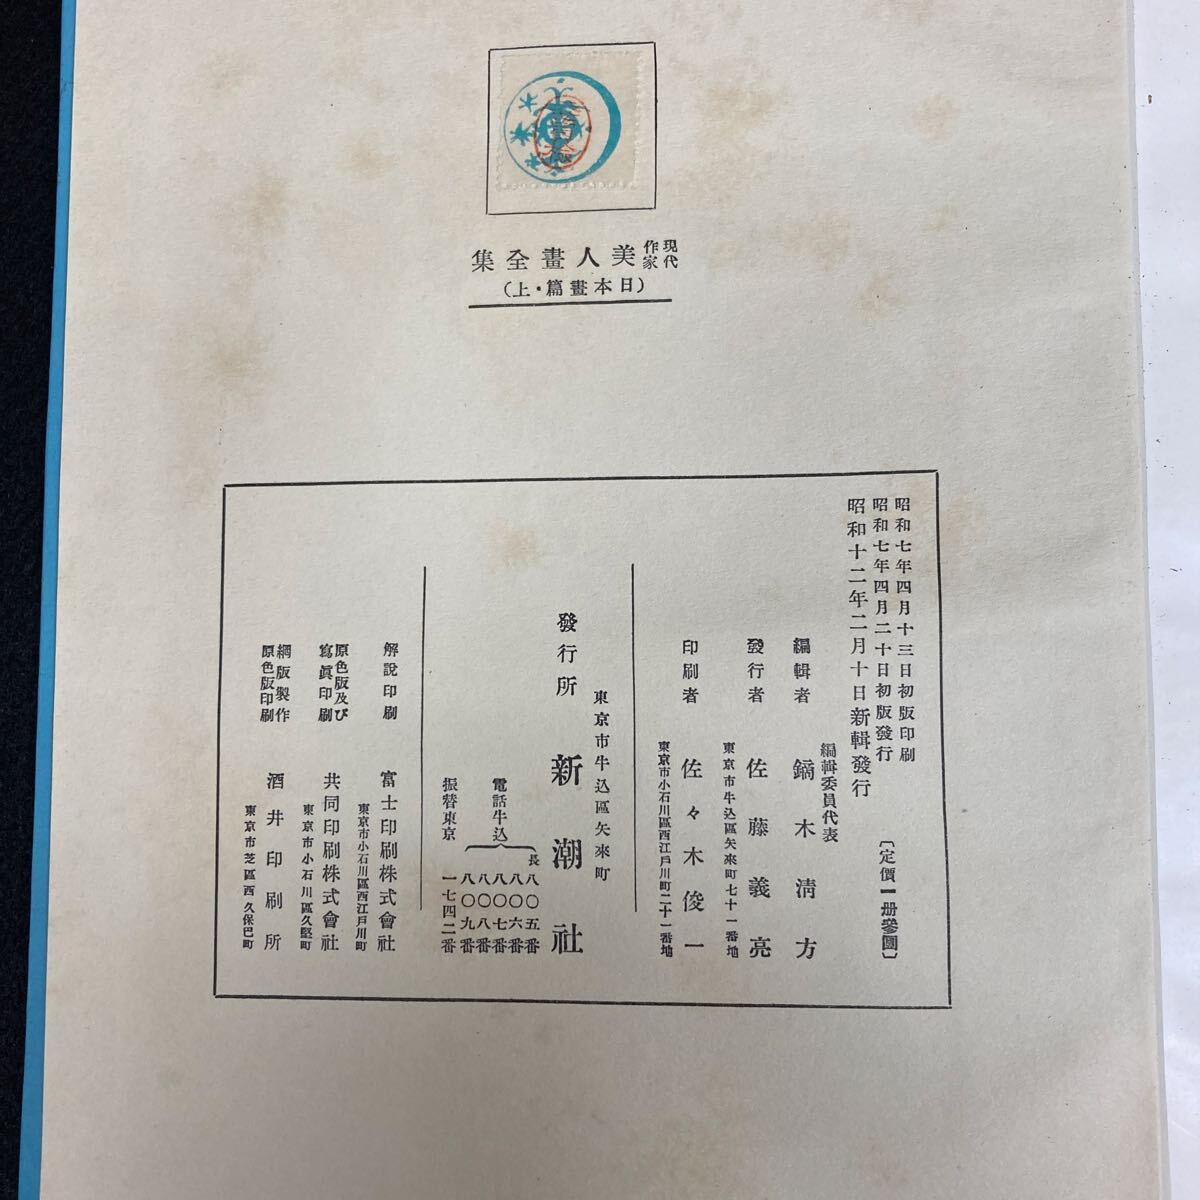 現代作家美人畫全集
(日本畫篇・上)
昭和七年四月十三日初版印刷
昭和七年四月二十日初版發行
昭和十二年二月十日新輯發行
〔定價一册參圓〕
編輯委員代表
編輯者 鏑木淸方
發行者 佐藤義亮
東京市牛込區矢來町七十一番地
印刷者 佐々木俊一
東京市小石川區西江戸川町二十一番地
東京市牛込區矢來町
發行所 新潮社
電話牛込
長八〇五番
八〇六番
八〇七番
八〇八番
八〇九番
振替東京 一七四二番
解說印刷 富士印刷株式會社
東京市小石川區西江戸川町
原色版及び寫眞印刷 共同印刷株式會社
東京市小石川區久堅町
網版製作原色版印刷 酒井印刷所
東京市芝區西久保巴町